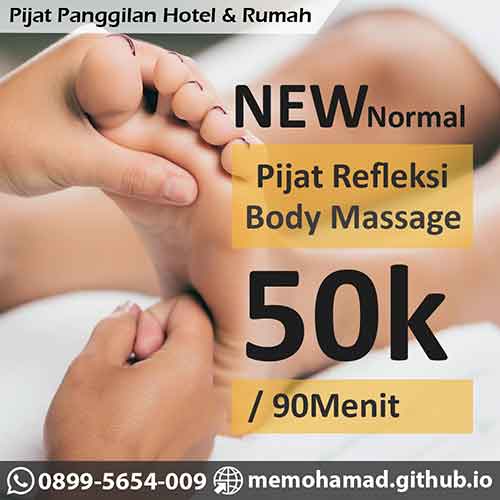 Pijat Panggilan Hotel & Rumah
NEW Normal
Pijat Refleksi
Body Massage
50k
/ 90Menit
0899-5654-009 memohamad.github.io